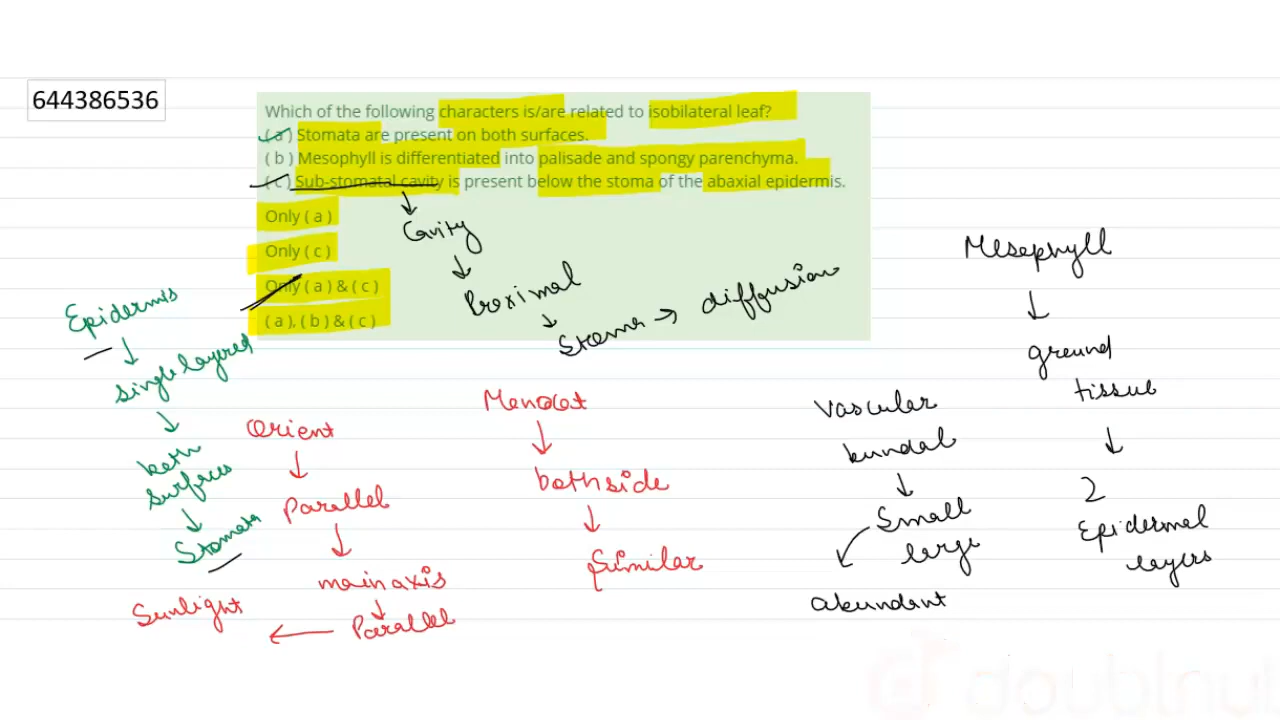 644386536
Which of the following characters is/are related to isobilateral leaf?
( a ) Stomata are present on both surfaces.
( b ) Mesophyll is differentiated into palisade and spongy parenchyma.
( c ) Sub-stomatal cavity is present below the stoma of the abaxial epidermis.
Only ( a )
Only ( c )
Only ( a ) & ( c )
( a ), ( b ) & ( c )
Cavity
Proximal
Stoma → diffusion
Epidermis
Single layered
both
surfaces
Stomata
Orient
Parallel
main axis
Parallel
Sunlight
Monocot
both side
Similar
Vascular
bundal
Small
large
abundant
Mesephyll
ground
tissue
2
Epidermal
layers
doubtnut